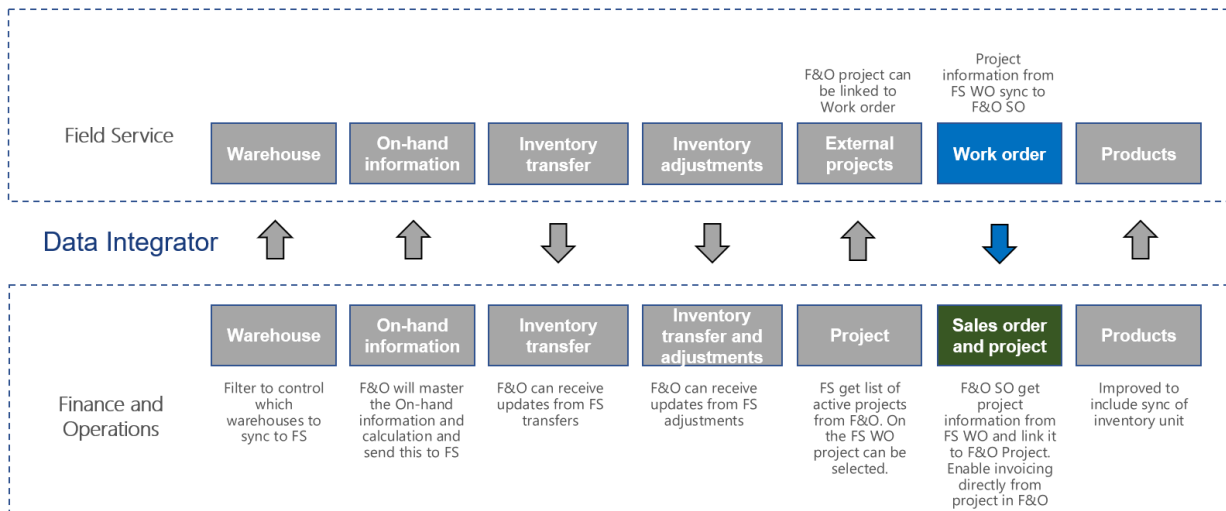 F&O project can
be linked to
Work order
Project
information from
FS WO sync to
F&O SO
Field Service
Warehouse
On-hand
information
Inventory
transfer
Inventory
adjustments
External
projects
Work order
Products
Data Integrator
Finance and
Operations
Warehouse
On-hand
information
Inventory
transfer
Inventory
transfer and
adjustments
Project
Sales order
and project
Products
Filter to control
which
warehouses to
sync to FS
F&O will master
the On-hand
information and
calculation and
send this to FS
F&O can receive
updates from FS
transfers
F&O can receive
updates from FS
adjustments
FS get list of
active projects
from F&O. On
the FS WO
project can be
selected.
F&O SO get
project
information from
FS WO and link it
to F&O Project.
Enable invoicing
directly from
project in F&O
Improved to
include sync of
inventory unit